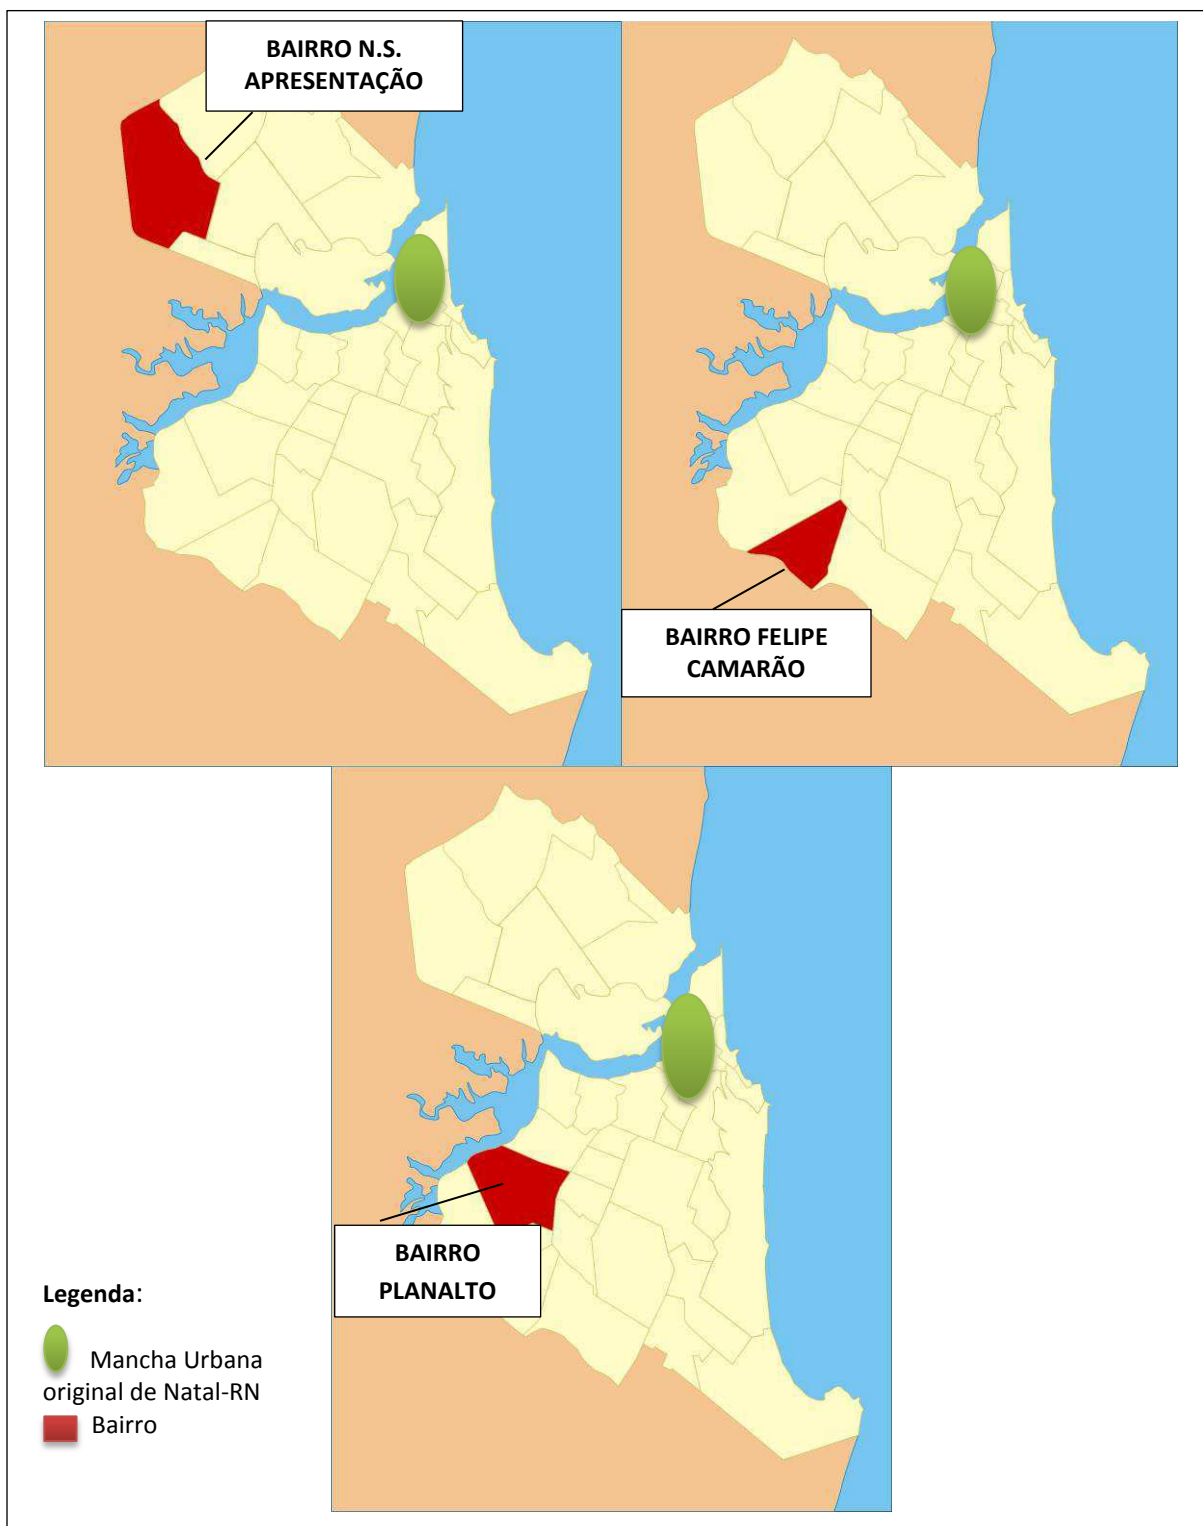 BAIRRO N.S.
APRESENTAÇÃO
BAIRRO FELIPE
CAMARÃO
BAIRRO
PLANALTO
Legenda:
Mancha Urbana
original de Natal-RN
Bairro